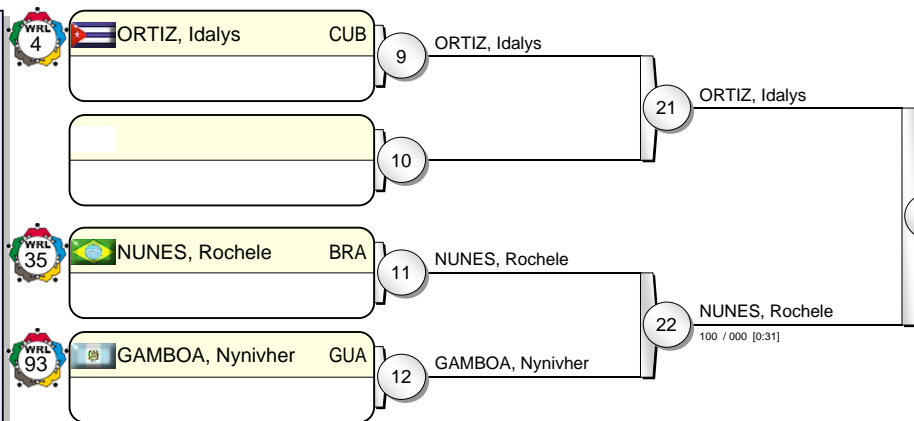 WRL
4
ORTIZ, Idalys CUB
9
ORTIZ, Idalys
21
ORTIZ, Idalys
10
WRL
35
NUNES, Rochele BRA
11
NUNES, Rochele
22
NUNES, Rochele
100 / 000 [0:31]
WRL
93
GAMBOA, Nynivher GUA
12
GAMBOA, Nynivher